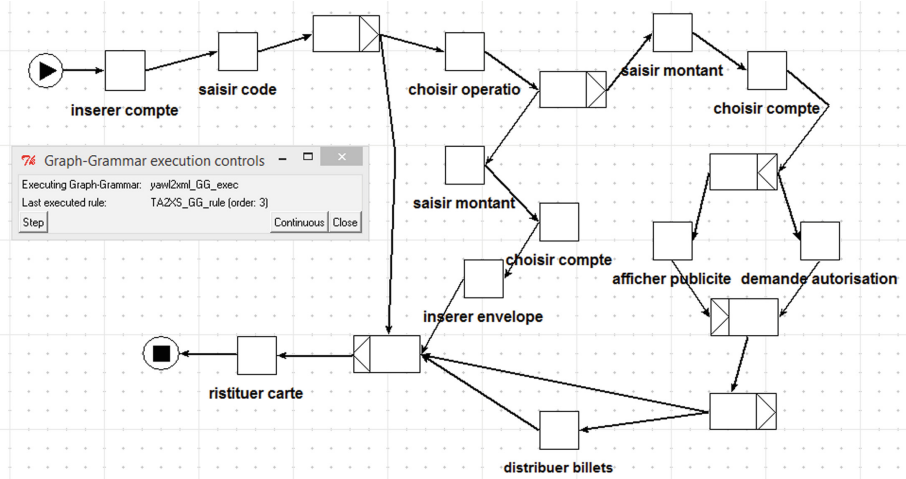 saisir montant
inserer compte
saisir code
choisir operatio
choisir compte
7k Graph-Grammar execution controls
Executing Graph-Grammar: yawl2xml_GG_exec
Last executed rule: TA2XS_GG_rule (order: 3)
Step Continuous Close
saisir montant
choisir compte
afficher publicite
demande autorisation
inserer envelope
ristituer carte
distribuer billets